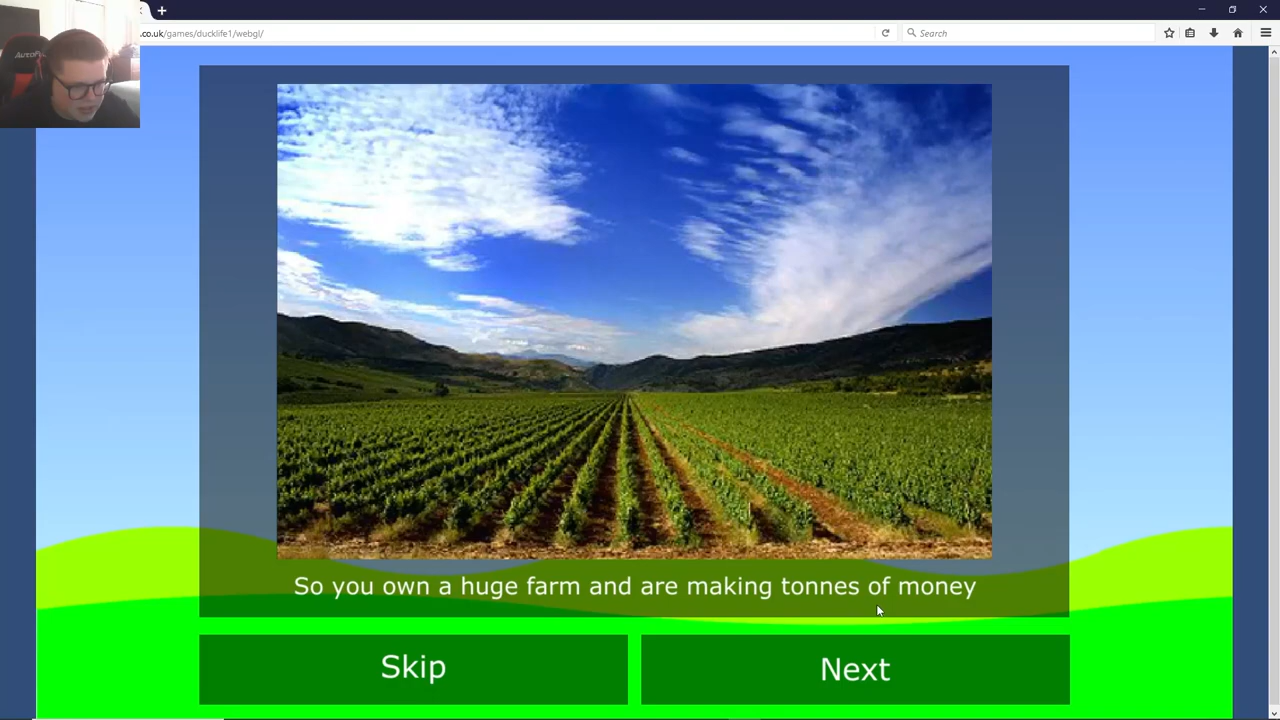 .co.uk/games/ducklife1/webgl/
Search
So you own a huge farm and are making tonnes of money
Skip
Next